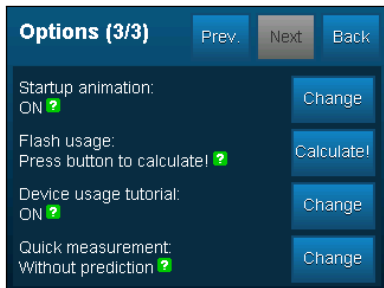 Options (3/3) Prev. Next Back
Startup animation:
ON ? Change
Flash usage:
Press button to calculate! ? Calculate!
Device usage tutorial:
ON ? Change
Quick measurement:
Without prediction ? Change